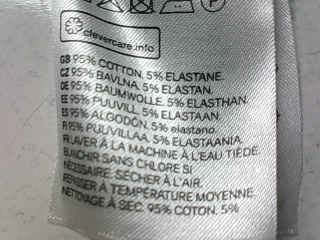 clevercare.info
GB 95% COTTON. 5% ELASTANE.
CZ 95% BAVLNA. 5% ELASTAN.
DE 95% BAUMWOLLE. 5% ELASTHAN.
EE 95% PUUVILL. 5% ELASTAAN.
ES 95% ALGODÓN. 5% elastano.
FI 95% PUUVILLAA. 5% ELASTAANIA.
FR LAVER À LA MACHINE À L'EAU TIÈDE.
BLANCHIR SANS CHLORE SI
NÉCESSAIRE. SÉCHER À L'AIR.
REPASSER À TEMPÉRATURE MOYENNE.
NETTOYAGE À SEC. 95% COTON. 5%